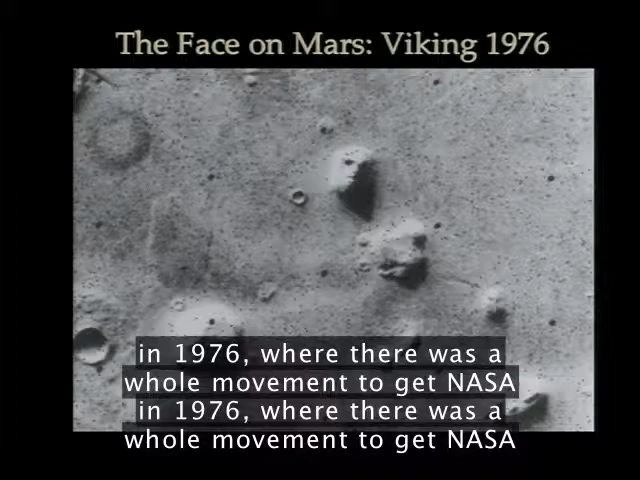 The Face on Mars: Viking 1976
in 1976, where there was a
whole movement to get NASA
in 1976, where there was a
whole movement to get NASA